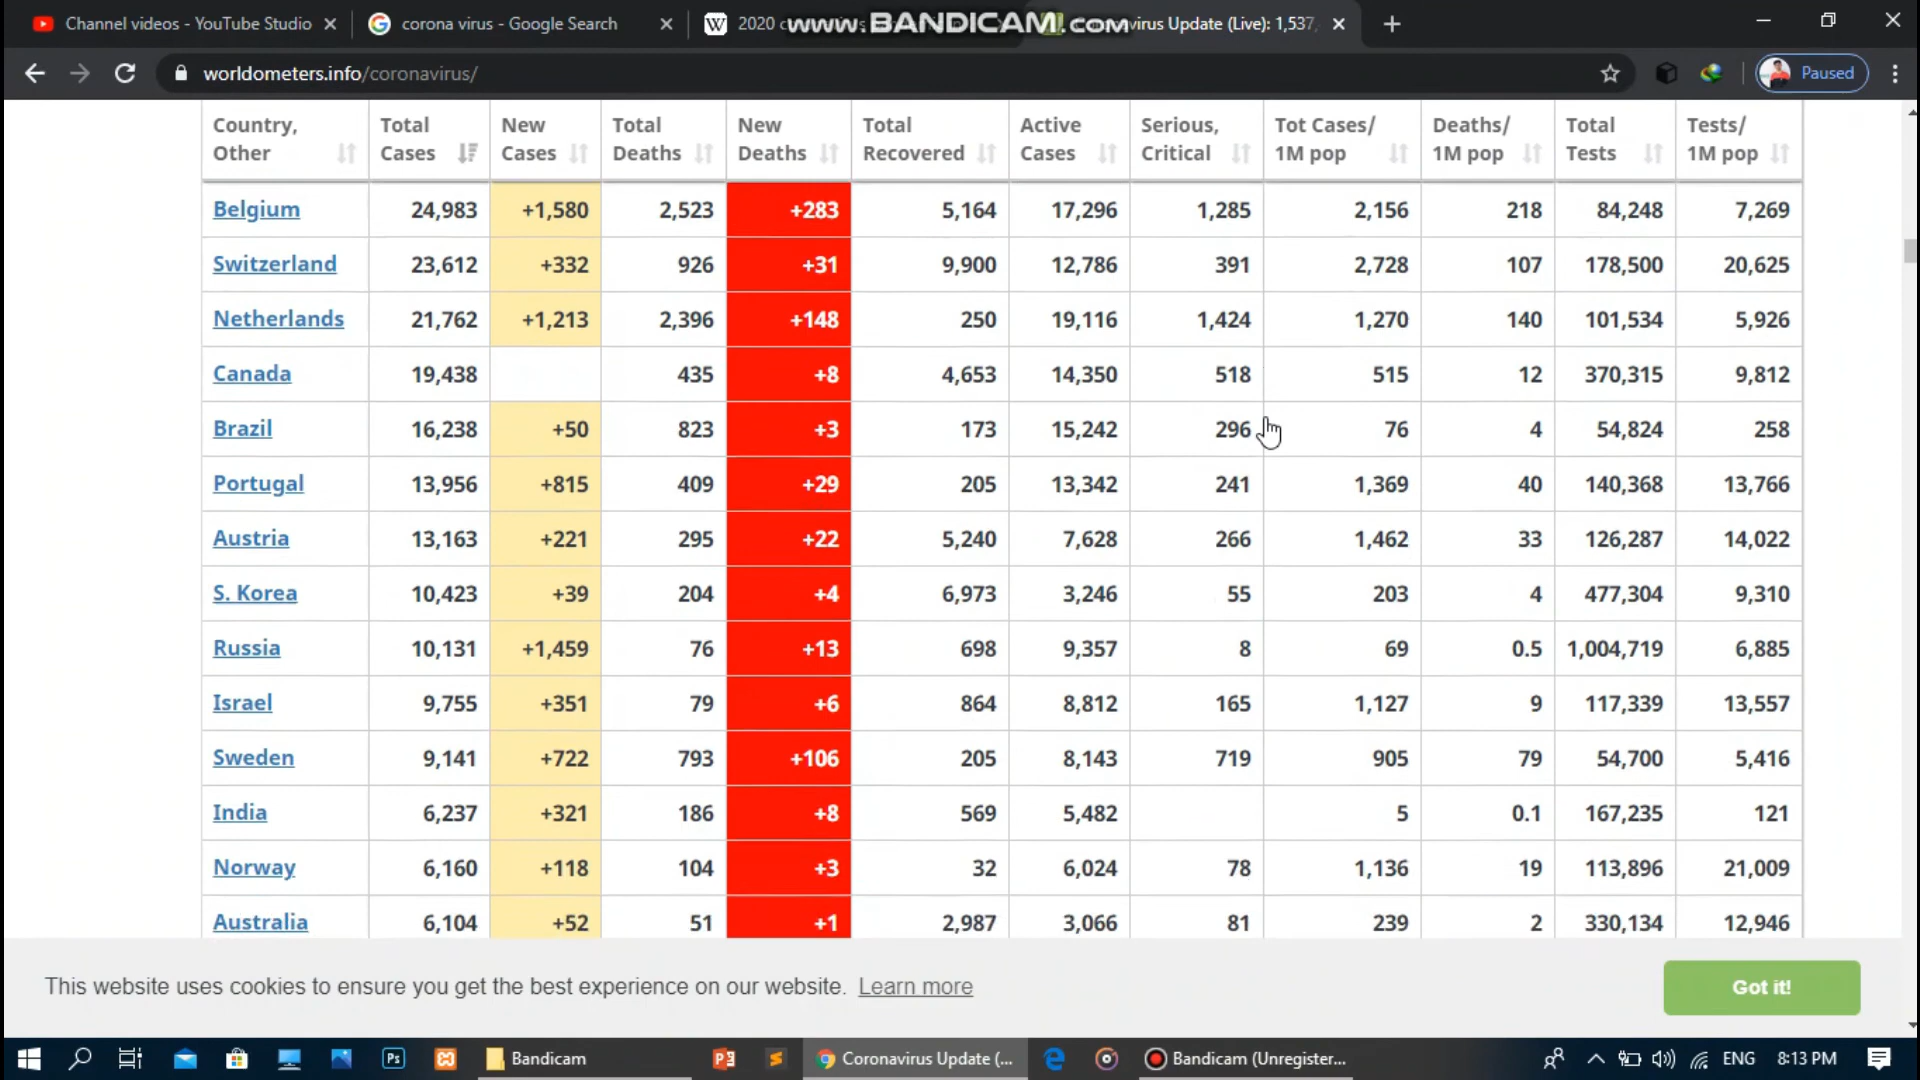 Channel videos - YouTube Studio
corona virus - Google Search
2020 c
www.BANDICAM.com
virus Update (Live): 1,537,
worldometers.info/coronavirus/
Paused
Country, Other Total Cases New Cases Total Deaths New Deaths Total Recovered Active Cases Serious, Critical Tot Cases/ 1M pop Deaths/ 1M pop Total Tests Tests/ 1M pop
Belgium 24,983 +1,580 2,523 +283 5,164 17,296 1,285 2,156 218 84,248 7,269
Switzerland 23,612 +332 926 +31 9,900 12,786 391 2,728 107 178,500 20,625
Netherlands 21,762 +1,213 2,396 +148 250 19,116 1,424 1,270 140 101,534 5,926
Canada 19,438 435 +8 4,653 14,350 518 515 12 370,315 9,812
Brazil 16,238 +50 823 +3 173 15,242 296 76 4 54,824 258
Portugal 13,956 +815 409 +29 205 13,342 241 1,369 40 140,368 13,766
Austria 13,163 +221 295 +22 5,240 7,628 266 1,462 33 126,287 14,022
S. Korea 10,423 +39 204 +4 6,973 3,246 55 203 4 477,304 9,310
Russia 10,131 +1,459 76 +13 698 9,357 8 69 0.5 1,004,719 6,885
Israel 9,755 +351 79 +6 864 8,812 165 1,127 9 117,339 13,557
Sweden 9,141 +722 793 +106 205 8,143 719 905 79 54,700 5,416
India 6,237 +321 186 +8 569 5,482 5 0.1 167,235 121
Norway 6,160 +118 104 +3 32 6,024 78 1,136 19 113,896 21,009
Australia 6,104 +52 51 +1 2,987 3,066 81 239 2 330,134 12,946
This website uses cookies to ensure you get the best experience on our website. Learn more
Got it!
Bandicam
Coronavirus Update (...
Bandicam (Unregister...
ENG
8:13 PM